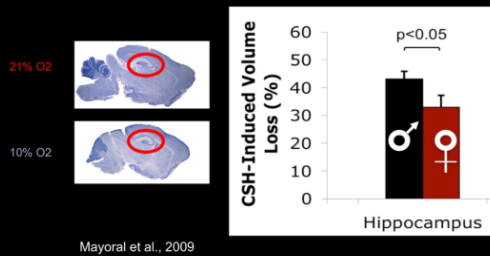 21% O2
10% O2
Mayoral et al., 2009
p<0.05
CSH-Induced Volume
Loss (%)
60
50
40
30
20
10
0
♂ ♀
Hippocampus